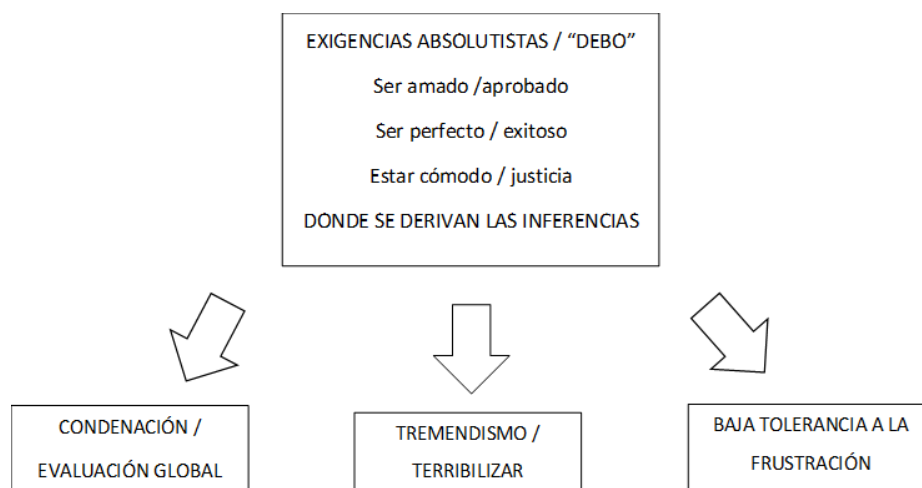 EXIGENCIAS ABSOLUTISTAS / “DEBO”
Ser amado /aprobado
Ser perfecto / exitoso
Estar cómodo / justicia
DONDE SE DERIVAN LAS INFERENCIAS
CONDENACIÓN /
EVALUACIÓN GLOBAL
TREMENDISMO /
TERRIBILIZAR
BAJA TOLERANCIA A LA
FRUSTRACIÓN